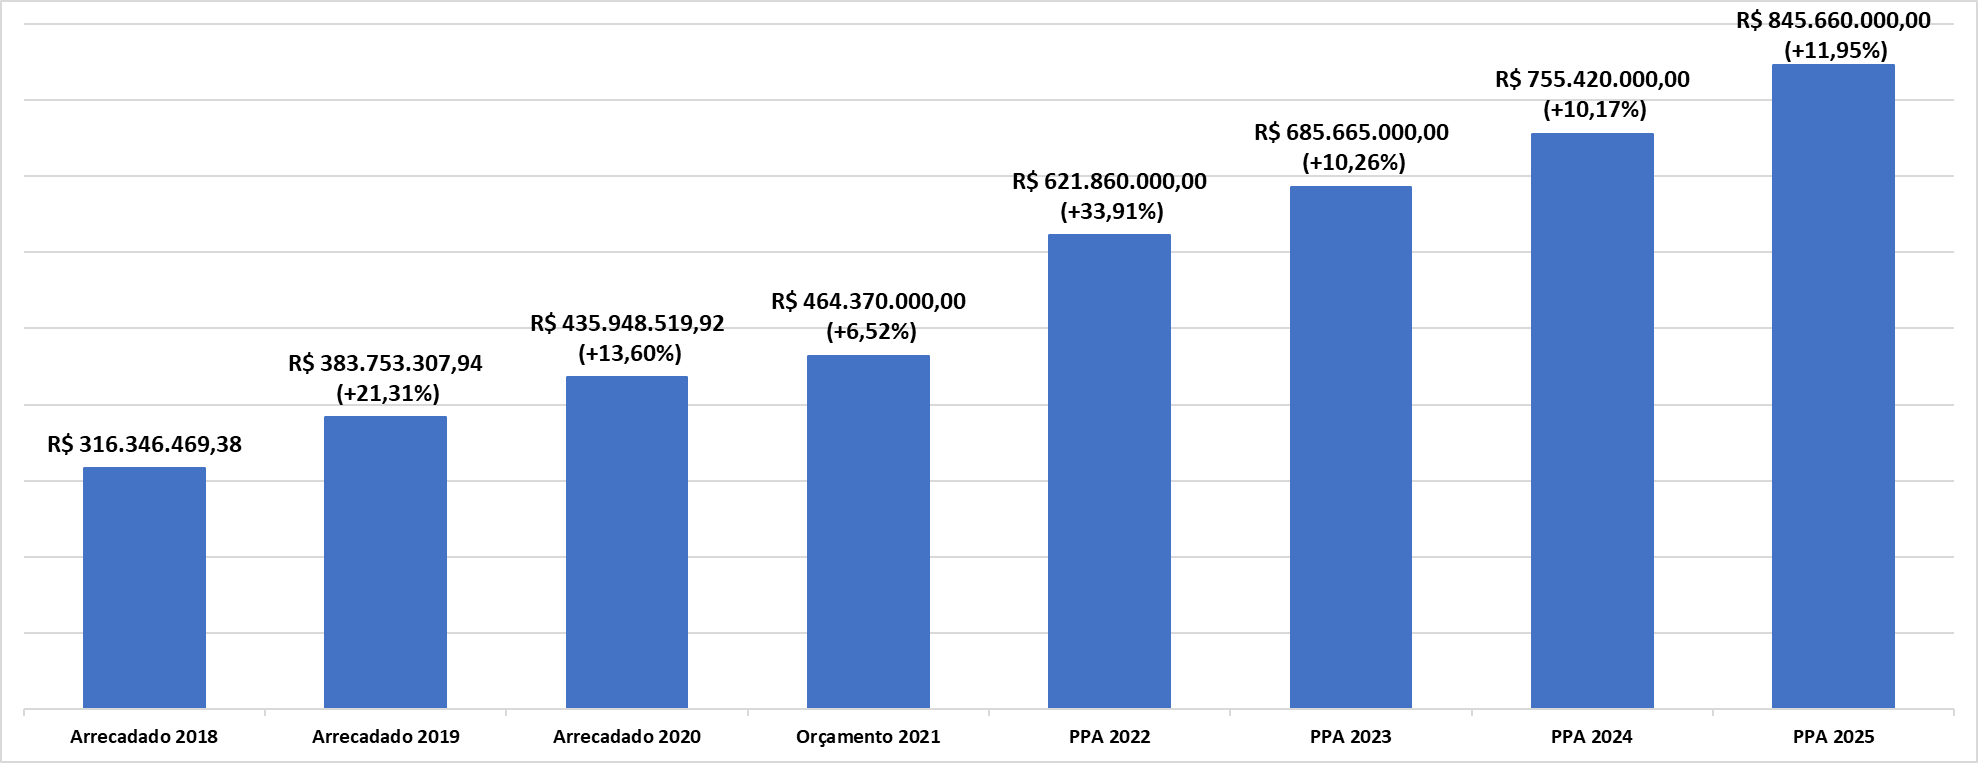 R$ 316.346.469,38
R$ 383.753.307,94
(+21,31%)
R$ 435.948.519,92
(+13,60%)
R$ 464.370.000,00
(+6,52%)
R$ 621.860.000,00
(+33,91%)
R$ 685.665.000,00
(+10,26%)
R$ 755.420.000,00
(+10,17%)
R$ 845.660.000,00
(+11,95%)
Arrecadado 2018
Arrecadado 2019
Arrecadado 2020
Orçamento 2021
PPA 2022
PPA 2023
PPA 2024
PPA 2025